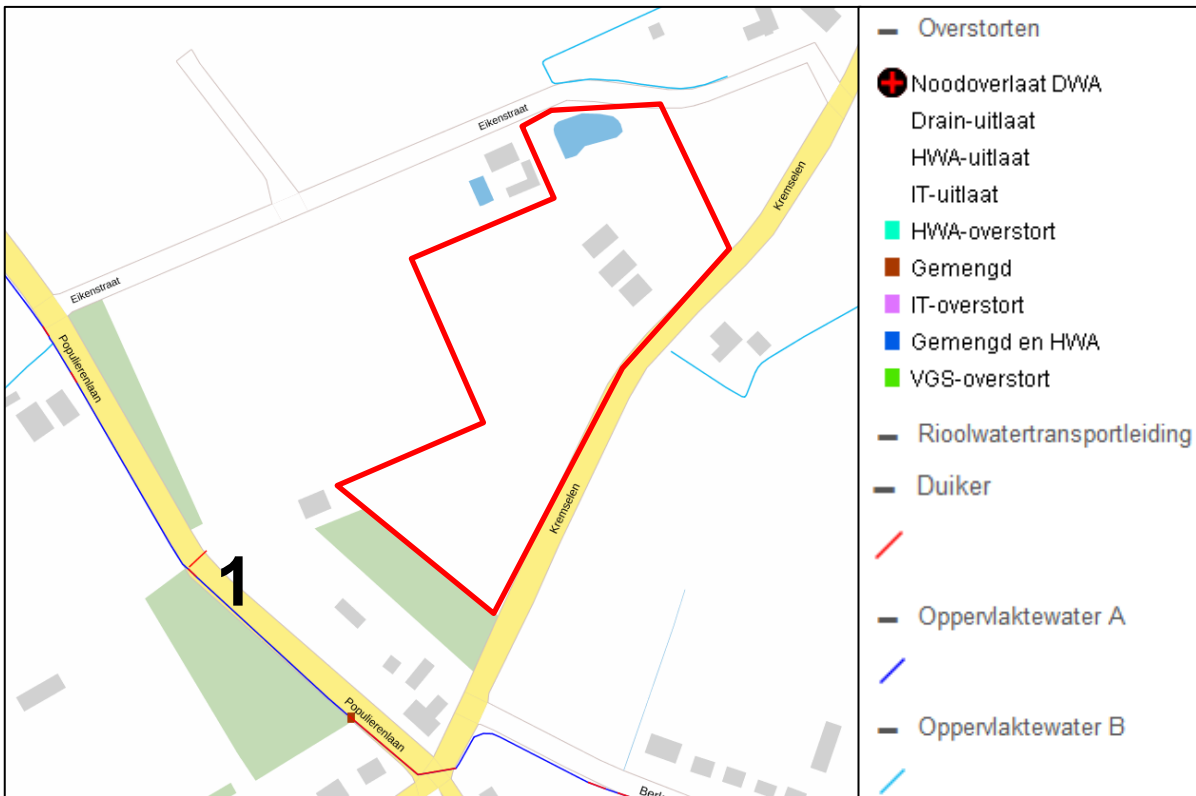 Eikenstraat
Kremselen
Eikenstraat
Populierenlaan
Kremselen
1
Populierenlaan
Overstorten
Noodoverlaat DWA
Drain-uitlaat
HWA-uitlaat
IT-uitlaat
HWA-overstort
Gemengd
IT-overstort
Gemengd en HWA
VGS-overstort
Rioolwatertransportleiding
Duiker
Oppervlaktewater A
Oppervlaktewater B